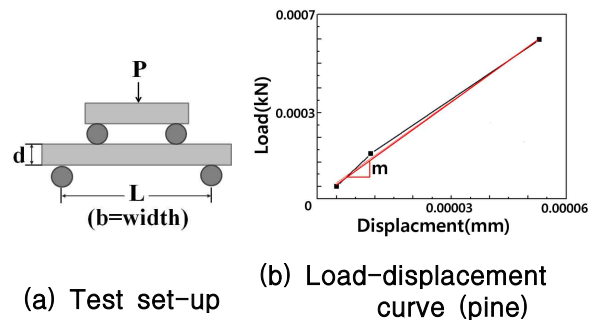 P
d
L
(b=width)
(a) Test set-up
0.0007
0.0003
Load(kN)
m
0
0.00003
0.00006
Displacment(mm)
(b) Load-displacement
curve (pine)